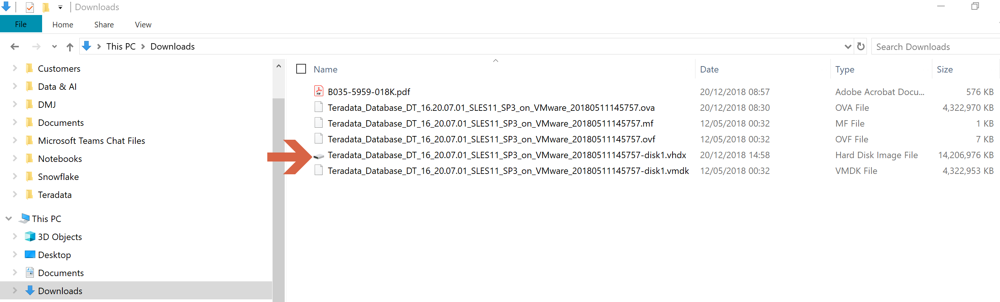 Downloads
File Home Share View
This PC Downloads Search Downloads
Customers
Data & AI
DMJ
Documents
Microsoft Teams Chat Files
Notebooks
Snowflake
Teradata
This PC
3D Objects
Desktop
Documents
Downloads
Name Date Type Size
B035-5959-018K.pdf 20/12/2018 08:57 Adobe Acrobat Docu... 576 KB
Teradata_Database_DT_16.20.07.01_SLES11_SP3_on_VMware_20180511145757.ova 20/12/2018 08:30 OVA File 4,322,970 KB
Teradata_Database_DT_16_20.07.01_SLES11_SP3_on_VMware_20180511145757.mf 12/05/2018 00:32 MF File 1 KB
Teradata_Database_DT_16_20.07.01_SLES11_SP3_on_VMware_20180511145757.ovf 12/05/2018 00:32 OVF File 7 KB
Teradata_Database_DT_16_20.07.01_SLES11_SP3_on_VMware_20180511145757-disk1.vhdx 20/12/2018 14:58 Hard Disk Image File 14,206,976 KB
Teradata_Database_DT_16_20.07.01_SLES11_SP3_on_VMware_20180511145757-disk1.vmdk 12/05/2018 00:32 VMDK File 4,322,953 KB